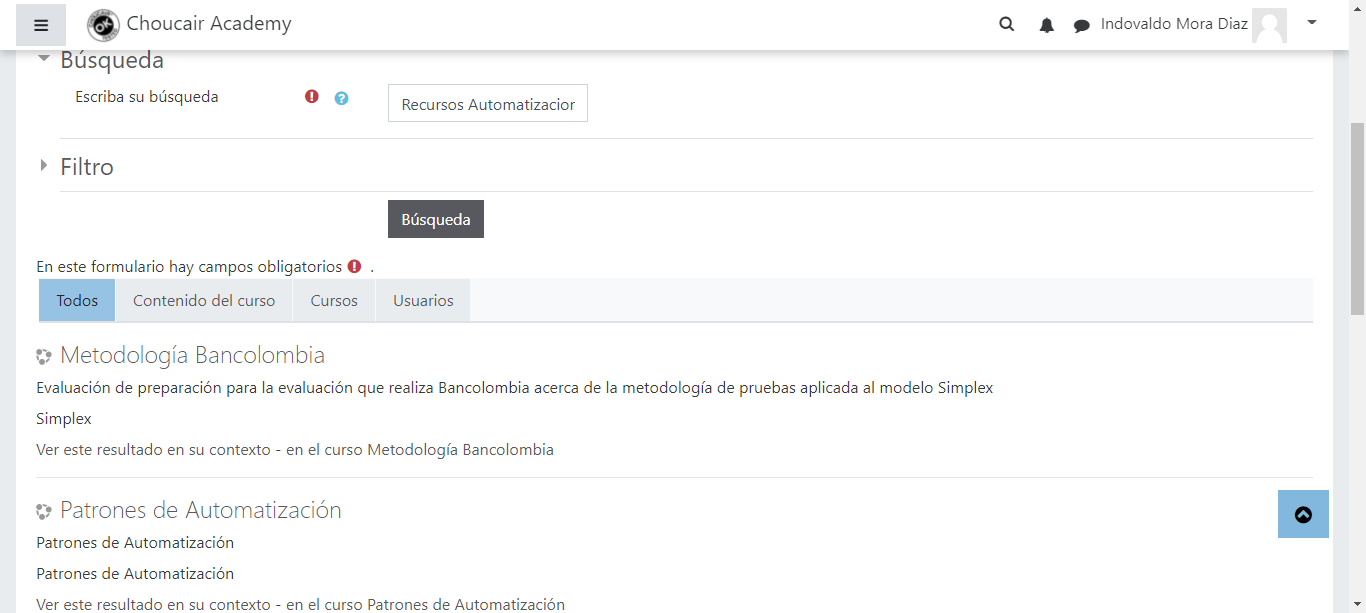 Choucair Academy
Indovaldo Mora Diaz
Búsqueda
Escriba su búsqueda
Recursos Automatizacior
Filtro
Búsqueda
En este formulario hay campos obligatorios .
Todos Contenido del curso Cursos Usuarios
Metodología Bancolombia
Evaluación de preparación para la evaluación que realiza Bancolombia acerca de la metodología de pruebas aplicada al modelo Simplex
Simplex
Ver este resultado en su contexto - en el curso Metodología Bancolombia
Patrones de Automatización
Patrones de Automatización
Patrones de Automatización
Ver este resultado en su contexto - en el curso Patrones de Automatización